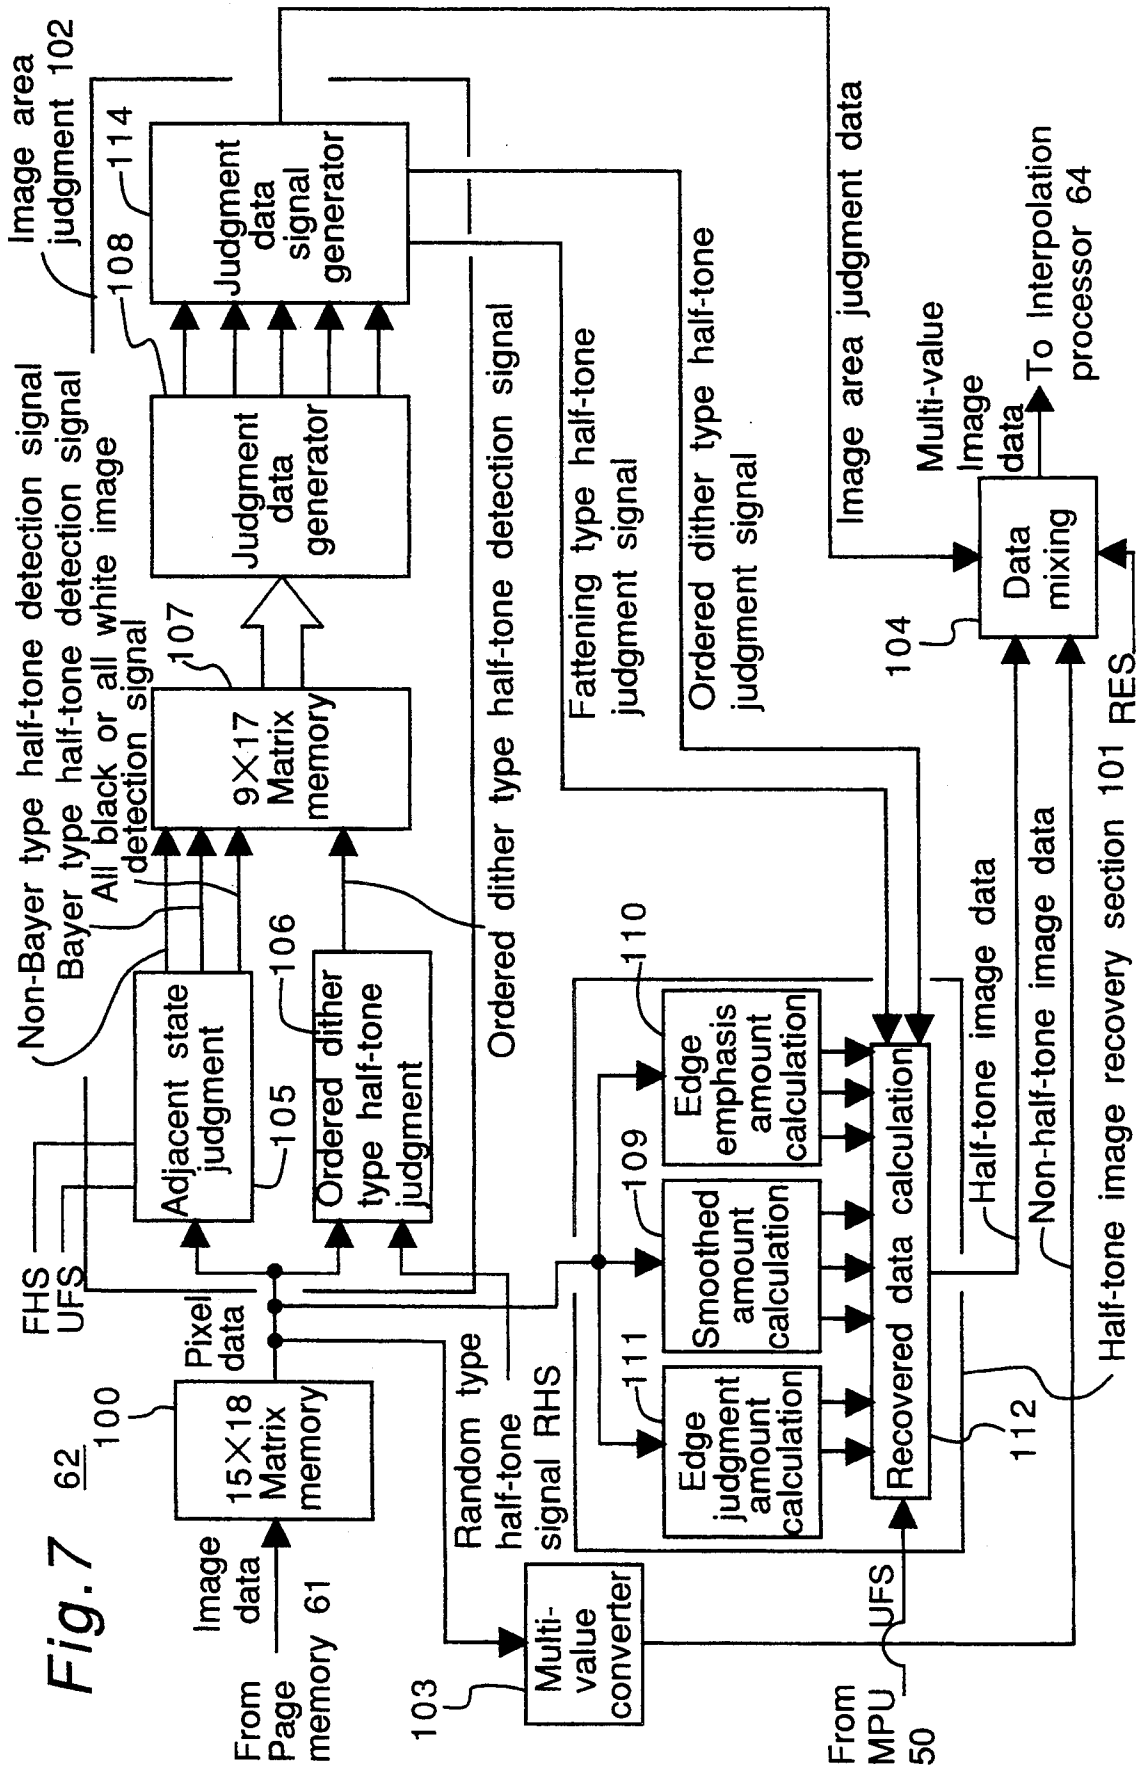 Fig.7
62
From
Page
memory 61
Image
data
100
15×18
Matrix
memory
Pixel
data
FHS
UFS
Adjacent state
judgment
105
Ordered dither
type half-tone
judgment
106
Non-Bayer type half-tone detection signal
Bayer type half-tone detection signal
All black or all white image
detection signal
9×17
Matrix
memory
107
Judgment
data
generator
108
Judgment
data
signal
generator
114
Image area
judgment 102
Ordered dither type half-tone detection signal
Fattening type half-tone
judgment signal
Ordered dither type half-tone
judgment signal
Image area judgment data
Random type
half-tone
signal RHS
103
Multi-
value
converter
111
Edge
judgment
amount
calculation
109
Smoothed
amount
calculation
110
Edge
emphasis
amount
calculation
Recovered data calculation
112
From
MPU
50
UFS
Half-tone image data
Non-half-tone image data
Half-tone image recovery section 101
RES
104
Data
mixing
Multi-value
Image
data
To Interpolation
processor 64